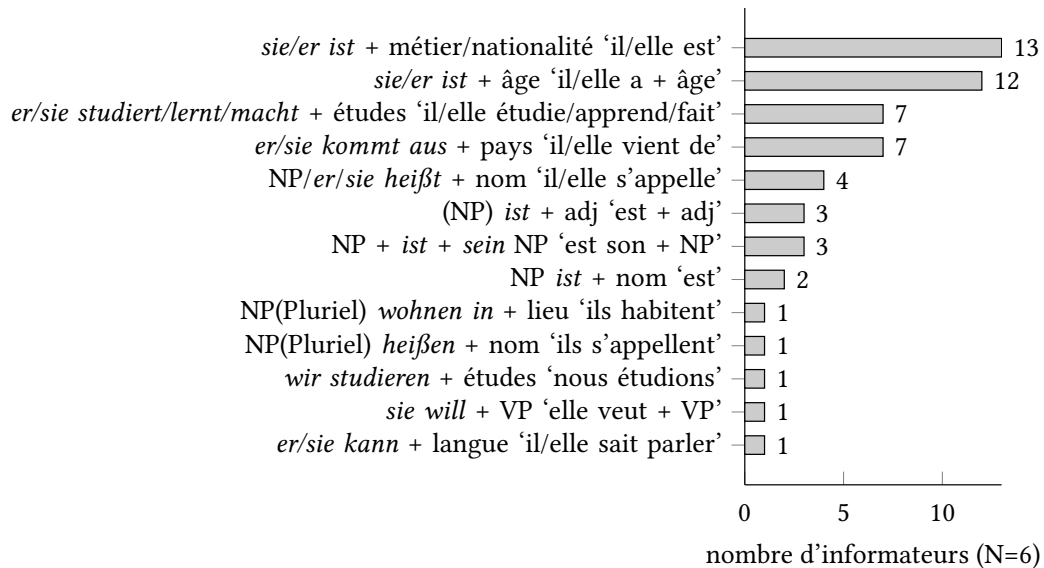 sie/er ist + métier/nationalité ‘il/elle est’ 13
sie/er ist + âge ‘il/elle a + âge’ 12
er/sie studiert/lernt/macht + études ‘il/elle étudie/apprend/fait’ 7
er/sie kommt aus + pays ‘il/elle vient de’ 7
NP/er/sie heißt + nom ‘il/elle s’appelle’ 4
(NP) ist + adj ‘est + adj’ 3
NP + ist + sein NP ‘est son + NP’ 3
NP ist + nom ‘est’ 2
NP(Pluriel) wohnen in + lieu ‘ils habitent’ 1
NP(Pluriel) heißen + nom ‘ils s’appellent’ 1
wir studieren + études ‘nous étudions’ 1
sie will + VP ‘elle veut + VP’ 1
er/sie kann + langue ‘il/elle sait parler’ 1
0 5 10
nombre d’informateurs (N=6)